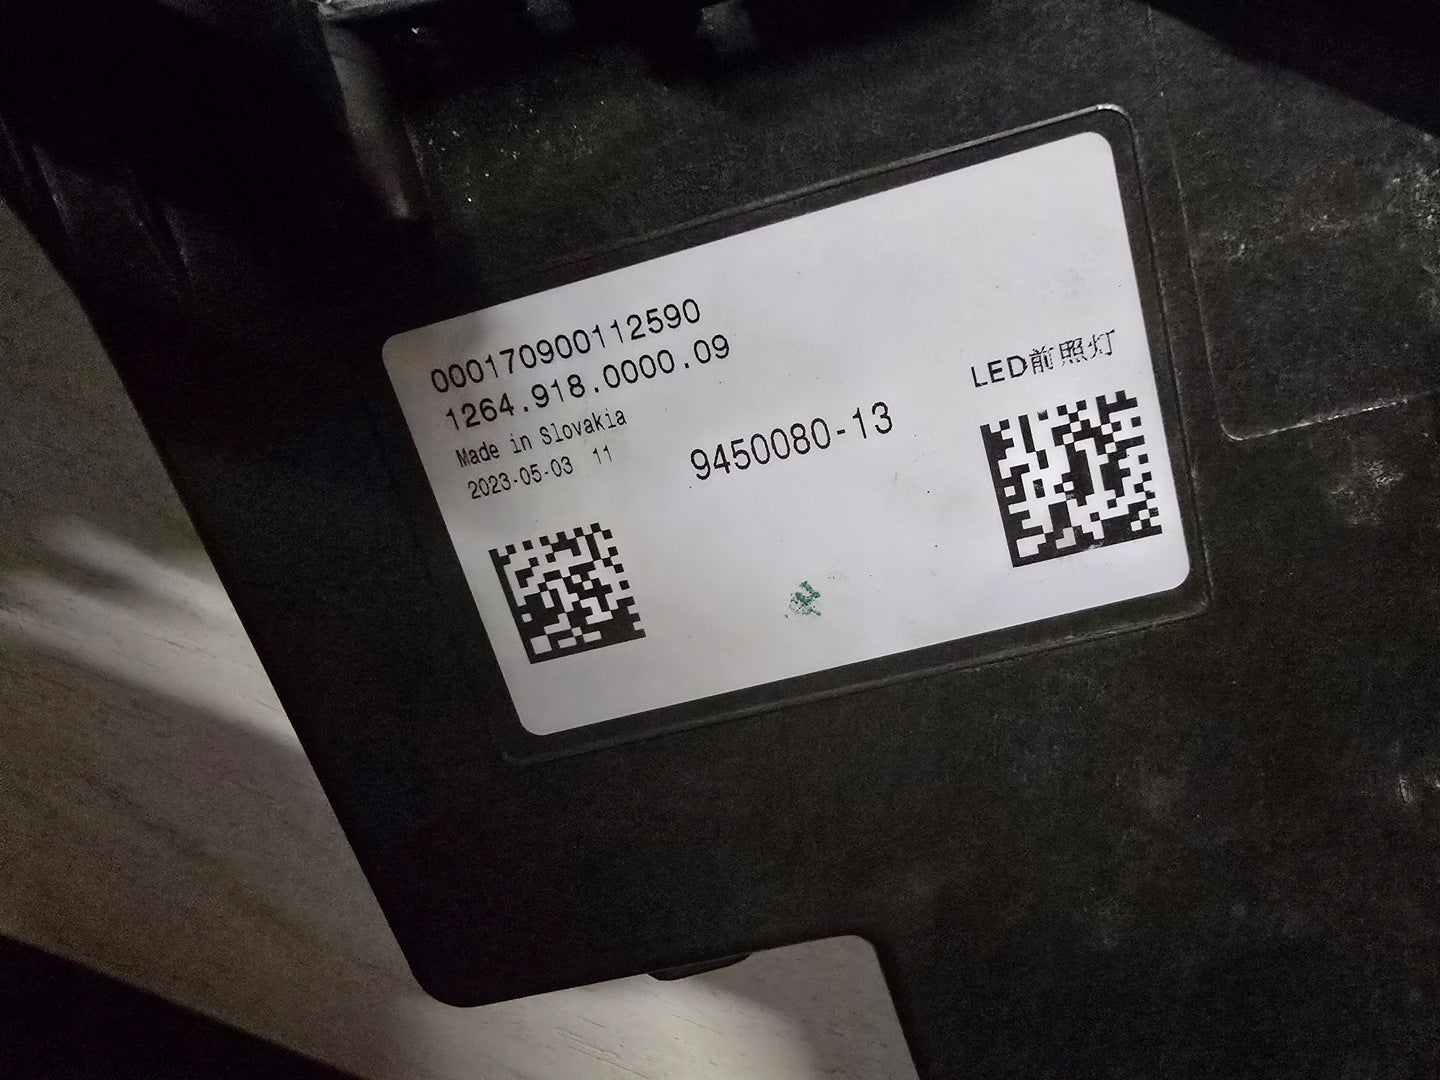 000170900112590
1264.918.0000.09
Made in Slovakia
2023-05-03 11
9450080-13
LED前照灯